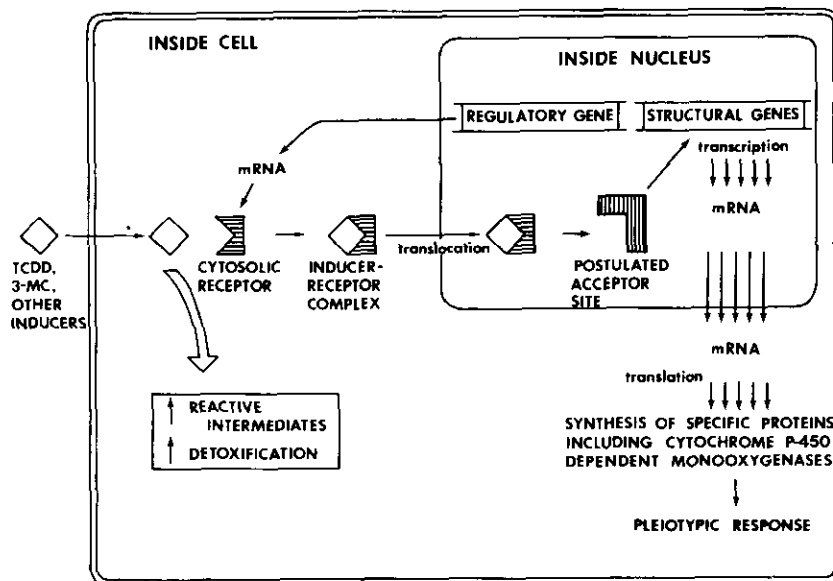 INSIDE CELL
INSIDE NUCLEUS
REGULATORY GENE
STRUCTURAL GENES
transcription
mRNA
mRNA
TCDD,
3-MC,
OTHER
INDUCERS
CYTOSOLIC
RECEPTOR
INDUCER-
RECEPTOR
COMPLEX
translocation
POSTULATED
ACCEPTOR
SITE
mRNA
translation
REACTIVE
INTERMEDIATES
DETOXIFICATION
SYNTHESIS OF SPECIFIC PROTEINS
INCLUDING CYTOCHROME P-450
DEPENDENT MONOOXYGENASES
PLEIOTYPIC RESPONSE